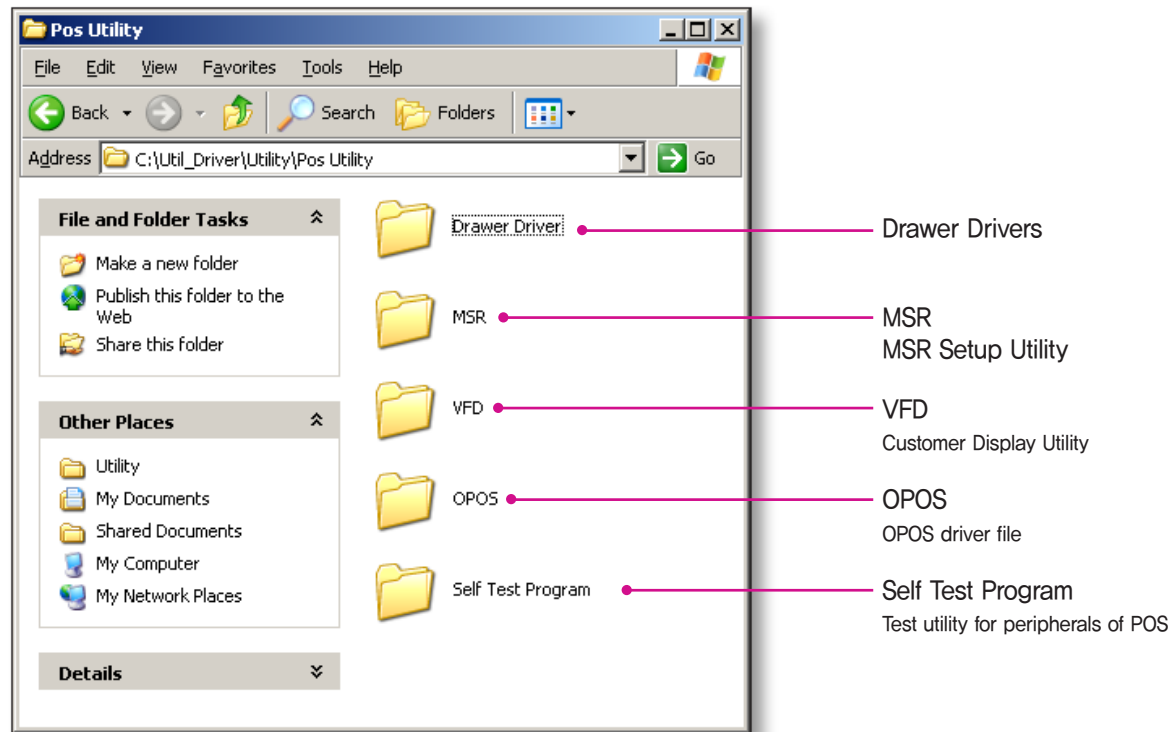 Pos Utility
File Edit View Favorites Tools Help
Back Search Folders
Address C:\Util_Driver\Utility\Pos Utility Go
File and Folder Tasks
Make a new folder
Publish this folder to the
Web
Share this folder
Other Places
Utility
My Documents
Shared Documents
My Computer
My Network Places
Details
Drawer Driver
MSR
VFD
OPOS
Self Test Program
Drawer Drivers
MSR
MSR Setup Utility
VFD
Customer Display Utility
OPOS
OPOS driver file
Self Test Program
Test utility for peripherals of POS